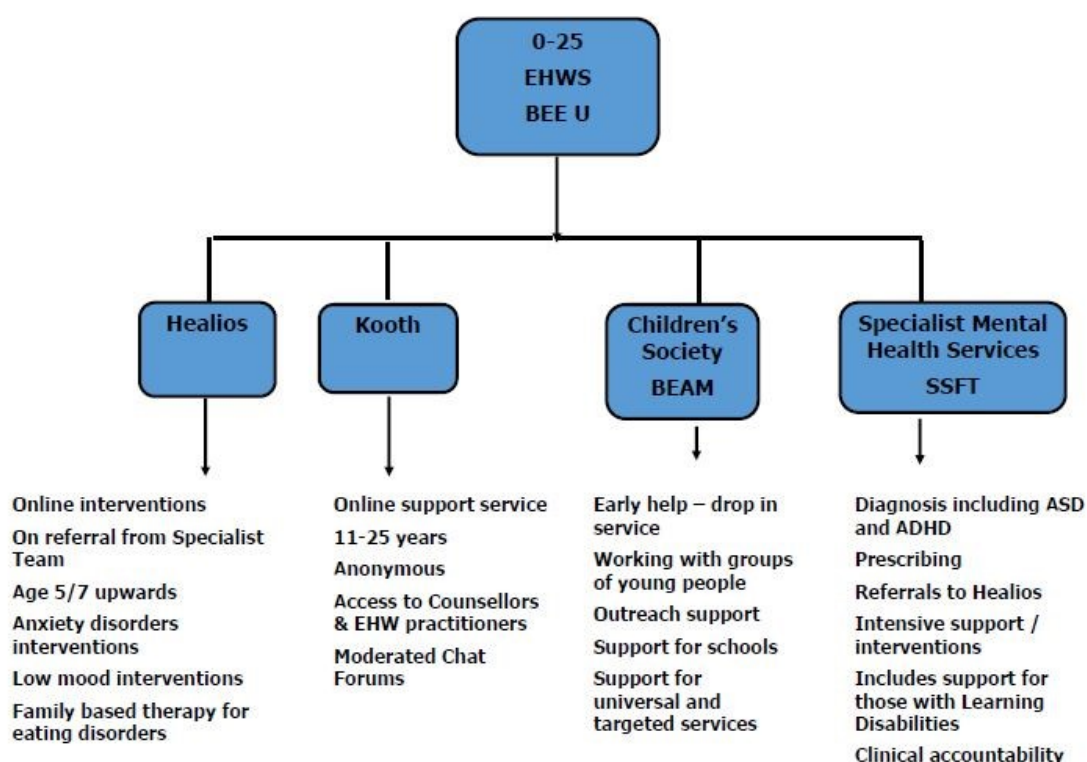 0-25
EHWS
BEE U
Healios
Kooth
Children's
Society
BEAM
Specialist Mental
Health Services
SSFT
Online interventions
On referral from Specialist
Team
Age 5/7 upwards
Anxiety disorders
interventions
Low mood interventions
Family based therapy for
eating disorders
Online support service
11-25 years
Anonymous
Access to Counsellors
& EHW practitioners
Moderated Chat
Forums
Early help – drop in
service
Working with groups
of young people
Outreach support
Support for schools
Support for
universal and
targeted services
Diagnosis including ASD
and ADHD
Prescribing
Referrals to Healios
Intensive support /
interventions
Includes support for
those with Learning
Disabilities
Clinical accountability